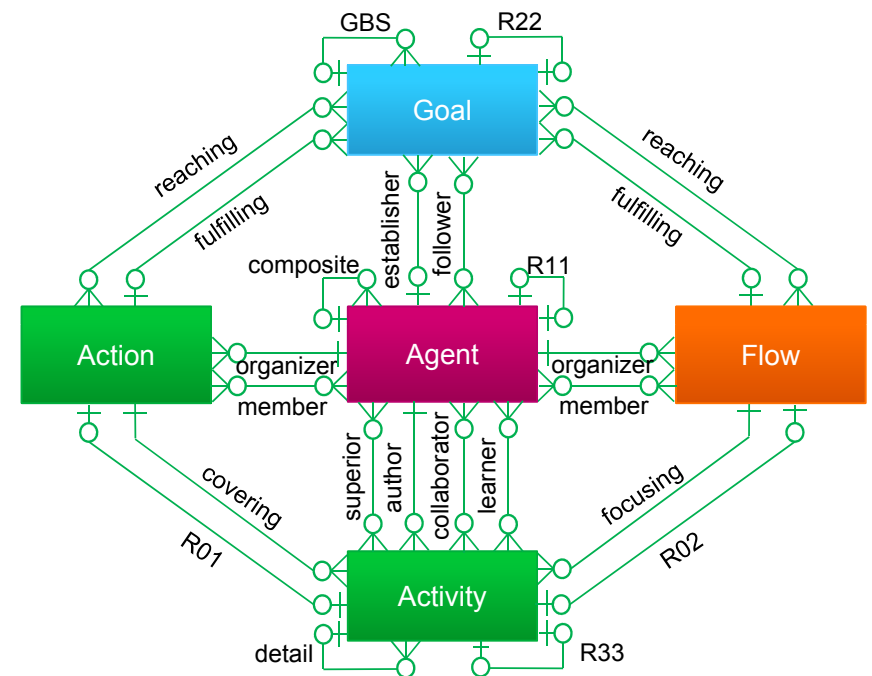 GBS
R22
Goal
reaching
fulfilling
establisher
follower
reaching
fulfilling
composite
R11
Action
Agent
Flow
organizer
member
organizer
member
superior
author
collaborator
learner
covering
R01
focusing
R02
Activity
detail
R33